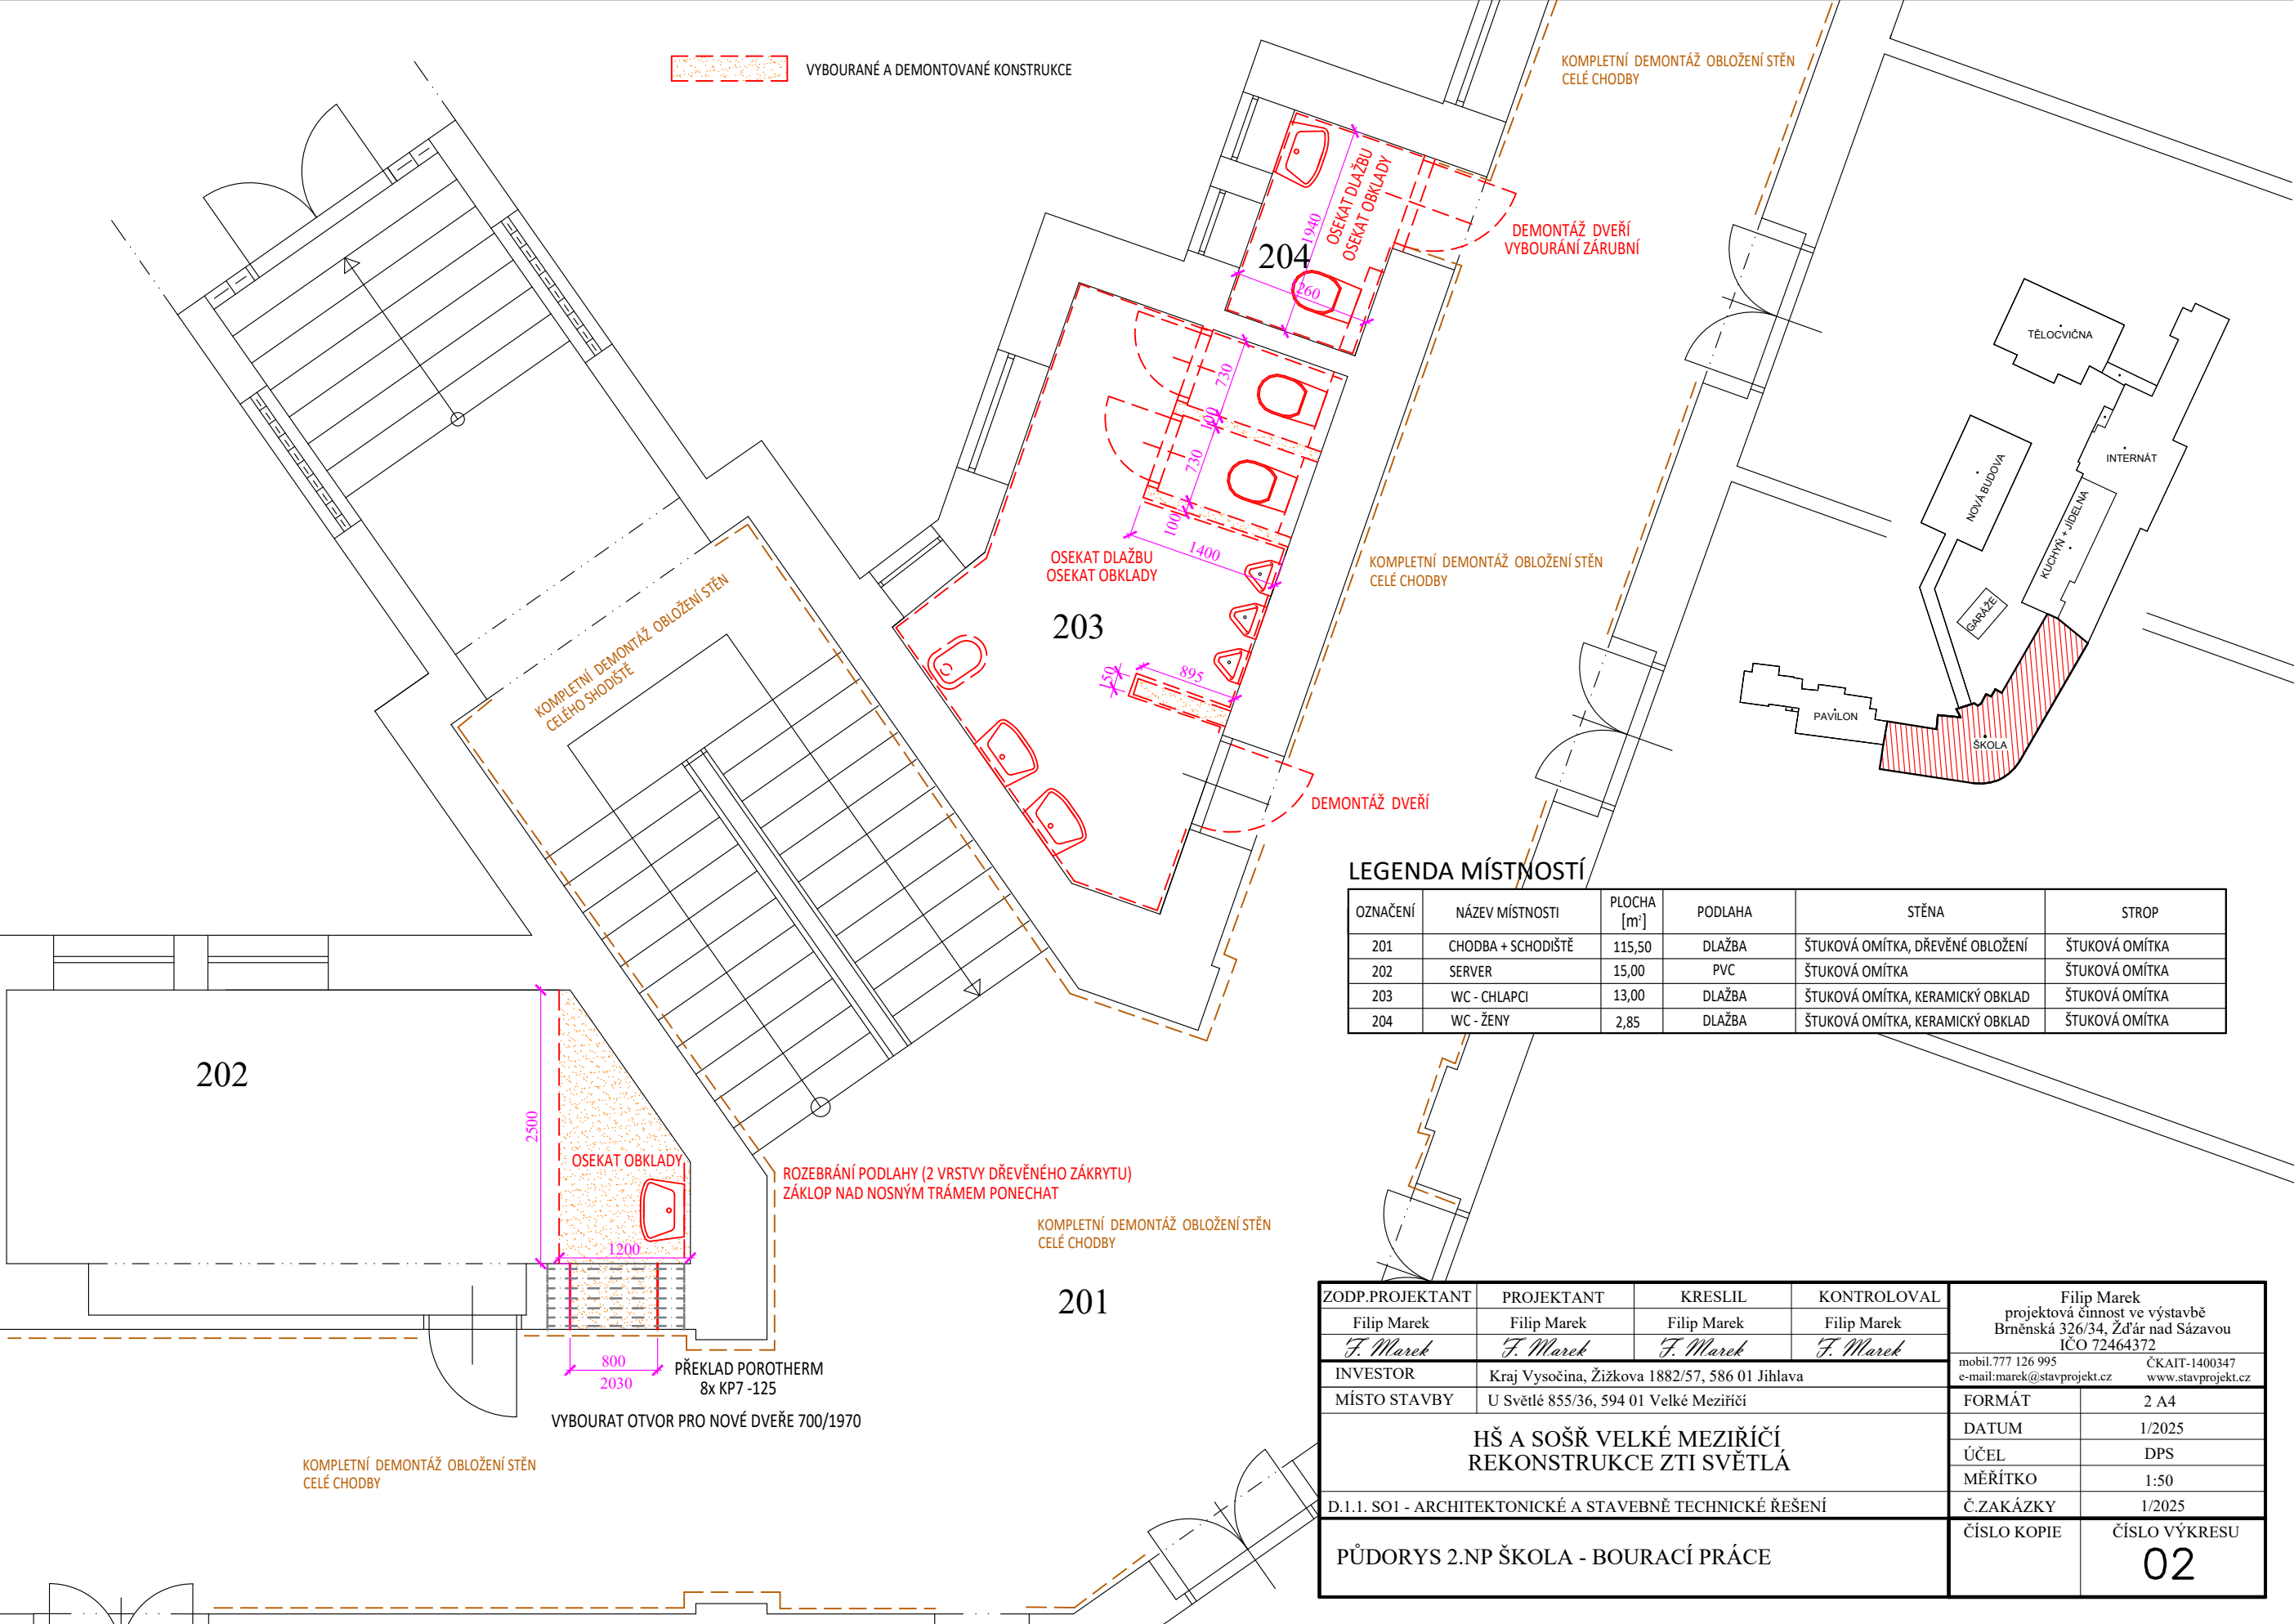 VYBOURANÉ A DEMONTOVANÉ KONSTRUKCE
KOMPLETNÍ DEMONTÁŽ OBLOŽENÍ STĚN
CELÉ CHODBY
OSEKAT DLAŽBU
OSEKAT OBKLADY
1940
204
260
DEMONTÁŽ DVEŘÍ
VYBOURÁNÍ ZÁRUBNÍ
730
100
730
100
1400
OSEKAT DLAŽBU
OSEKAT OBKLADY
203
150
895
KOMPLETNÍ DEMONTÁŽ OBLOŽENÍ STĚN
CELÉ CHODBY
KOMPLETNÍ DEMONTÁŽ OBLOŽENÍ STĚN
CELÉHO SHODIŠTĚ
DEMONTÁŽ DVEŘÍ
TĚLOCVIČNA
INTERNÁT
NOVÁ BUDOVA
KUCHYŇ + JÍDELNA
GARÁŽE
PAVILON
ŠKOLA
LEGENDA MÍSTNOSTÍ
OZNAČENÍ NÁZEV MÍSTNOSTI PLOCHA [m²] PODLAHA STĚNA STROP
201 CHODBA + SCHODIŠTĚ 115,50 DLAŽBA ŠTUKOVÁ OMÍTKA, DŘEVĚNÉ OBLOŽENÍ ŠTUKOVÁ OMÍTKA
202 SERVER 15,00 PVC ŠTUKOVÁ OMÍTKA ŠTUKOVÁ OMÍTKA
203 WC - CHLAPCI 13,00 DLAŽBA ŠTUKOVÁ OMÍTKA, KERAMICKÝ OBKLAD ŠTUKOVÁ OMÍTKA
204 WC - ŽENY 2,85 DLAŽBA ŠTUKOVÁ OMÍTKA, KERAMICKÝ OBKLAD ŠTUKOVÁ OMÍTKA
202
2500
OSEKAT OBKLADY
1200
ROZEBRÁNÍ PODLAHY (2 VRSTVY DŘEVĚNÉHO ZÁKRYTU)
ZÁKLOP NAD NOSNÝM TRÁMEM PONECHAT
KOMPLETNÍ DEMONTÁŽ OBLOŽENÍ STĚN
CELÉ CHODBY
201
800
2030
PŘEKLAD POROTHERM
8x KP7 -125
VYBOURAT OTVOR PRO NOVÉ DVEŘE 700/1970
KOMPLETNÍ DEMONTÁŽ OBLOŽENÍ STĚN
CELÉ CHODBY
ZODP.PROJEKTANT PROJEKTANT KRESLIL KONTROLOVAL
Filip Marek Filip Marek Filip Marek Filip Marek
F. Marek F. Marek F. Marek F. Marek
Filip Marek
projektová činnost ve výstavbě
Brněnská 326/34, Žďár nad Sázavou
IČO 72464372
mobil.777 126 995 ČKAIT-1400347
e-mail:marek@stavprojekt.cz www.stavprojekt.cz
INVESTOR Kraj Vysočina, Žižkova 1882/57, 586 01 Jihlava
MÍSTO STAVBY U Světlé 855/36, 594 01 Velké Meziříčí
HŠ A SOŠŘ VELKÉ MEZIŘÍČÍ
REKONSTRUKCE ZTI SVĚTLÁ
D.1.1. SO1 - ARCHITEKTONICKÉ A STAVEBNĚ TECHNICKÉ ŘEŠENÍ
PŮDORYS 2.NP ŠKOLA - BOURACÍ PRÁCE
FORMÁT 2 A4
DATUM 1/2025
ÚČEL DPS
MĚŘÍTKO 1:50
Č.ZAKÁZKY 1/2025
ČÍSLO KOPIE ČÍSLO VÝKRESU
02